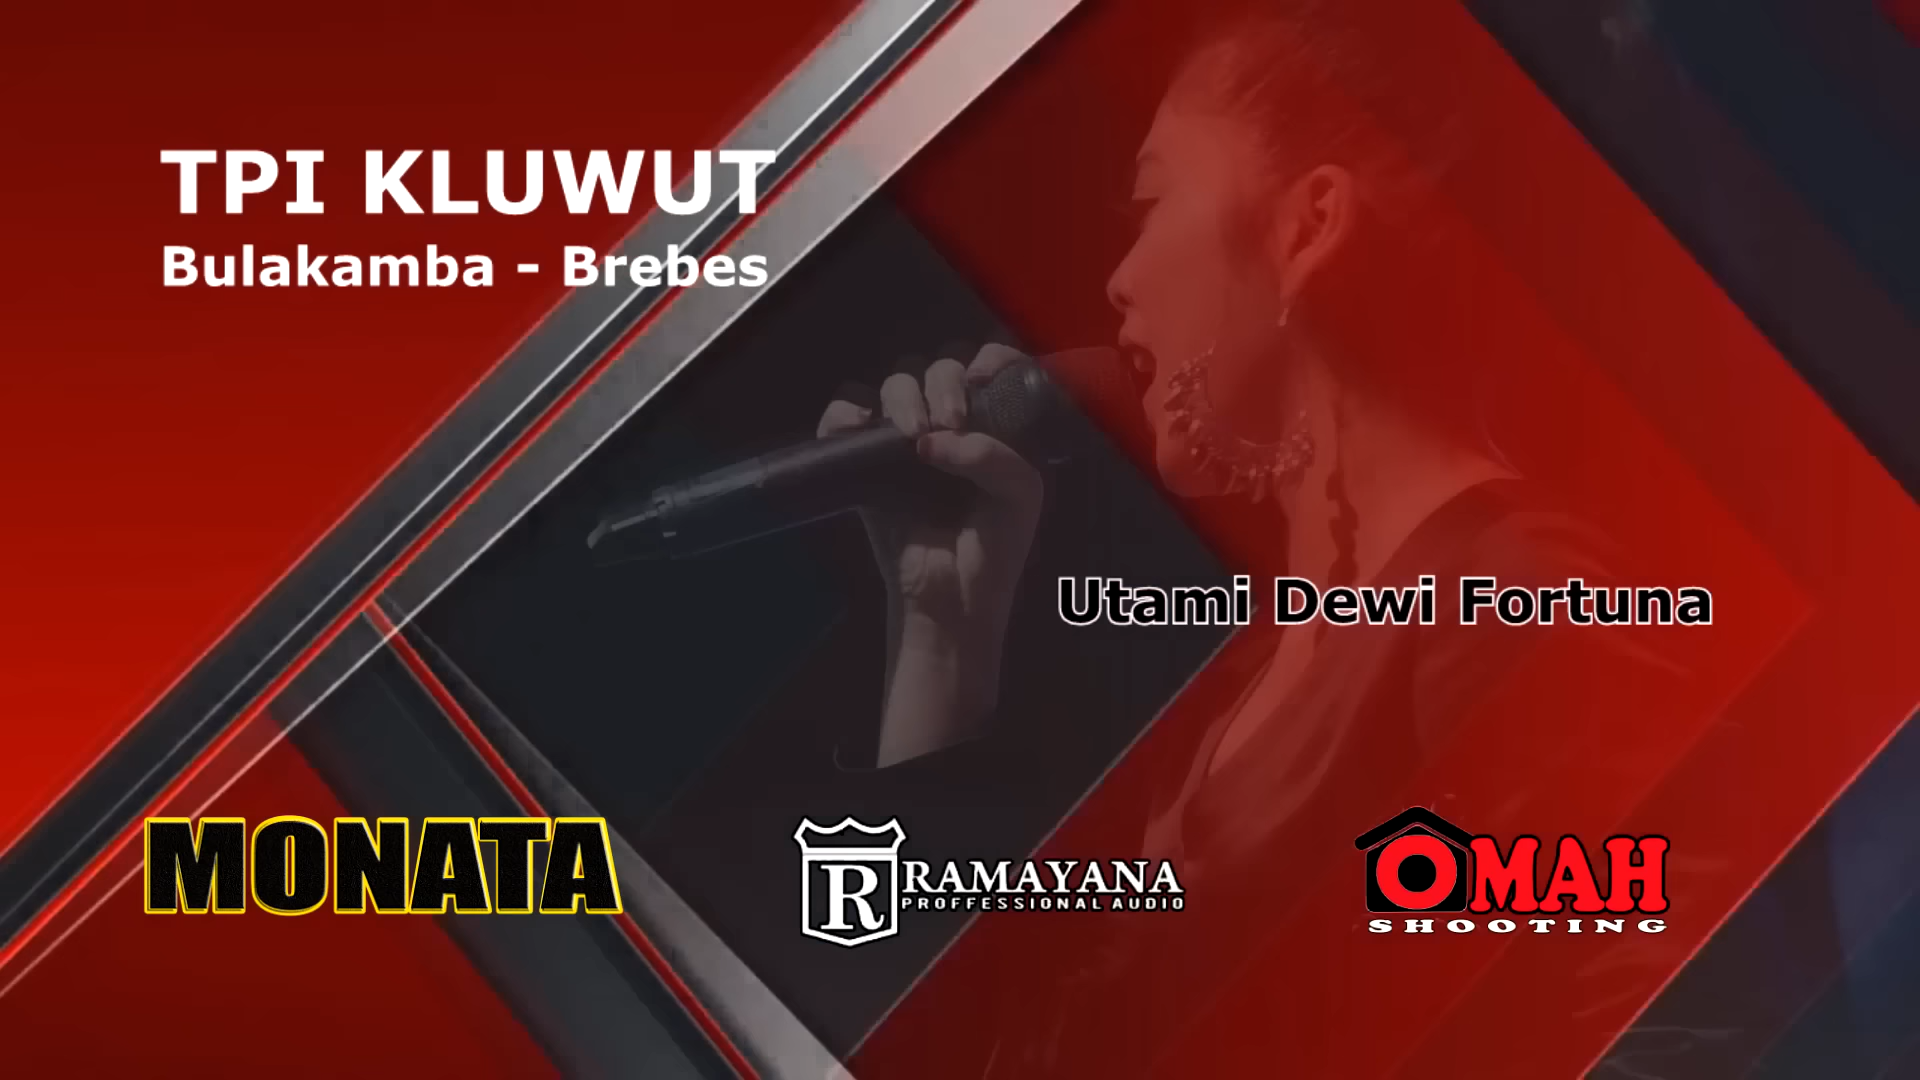 TPI KLUWUT
Bulakamba - Brebes
Utami Dewi Fortuna
MONATA
R RAMAYANA
PROFFESSIONAL AUDIO
OMAH
SHOOTING